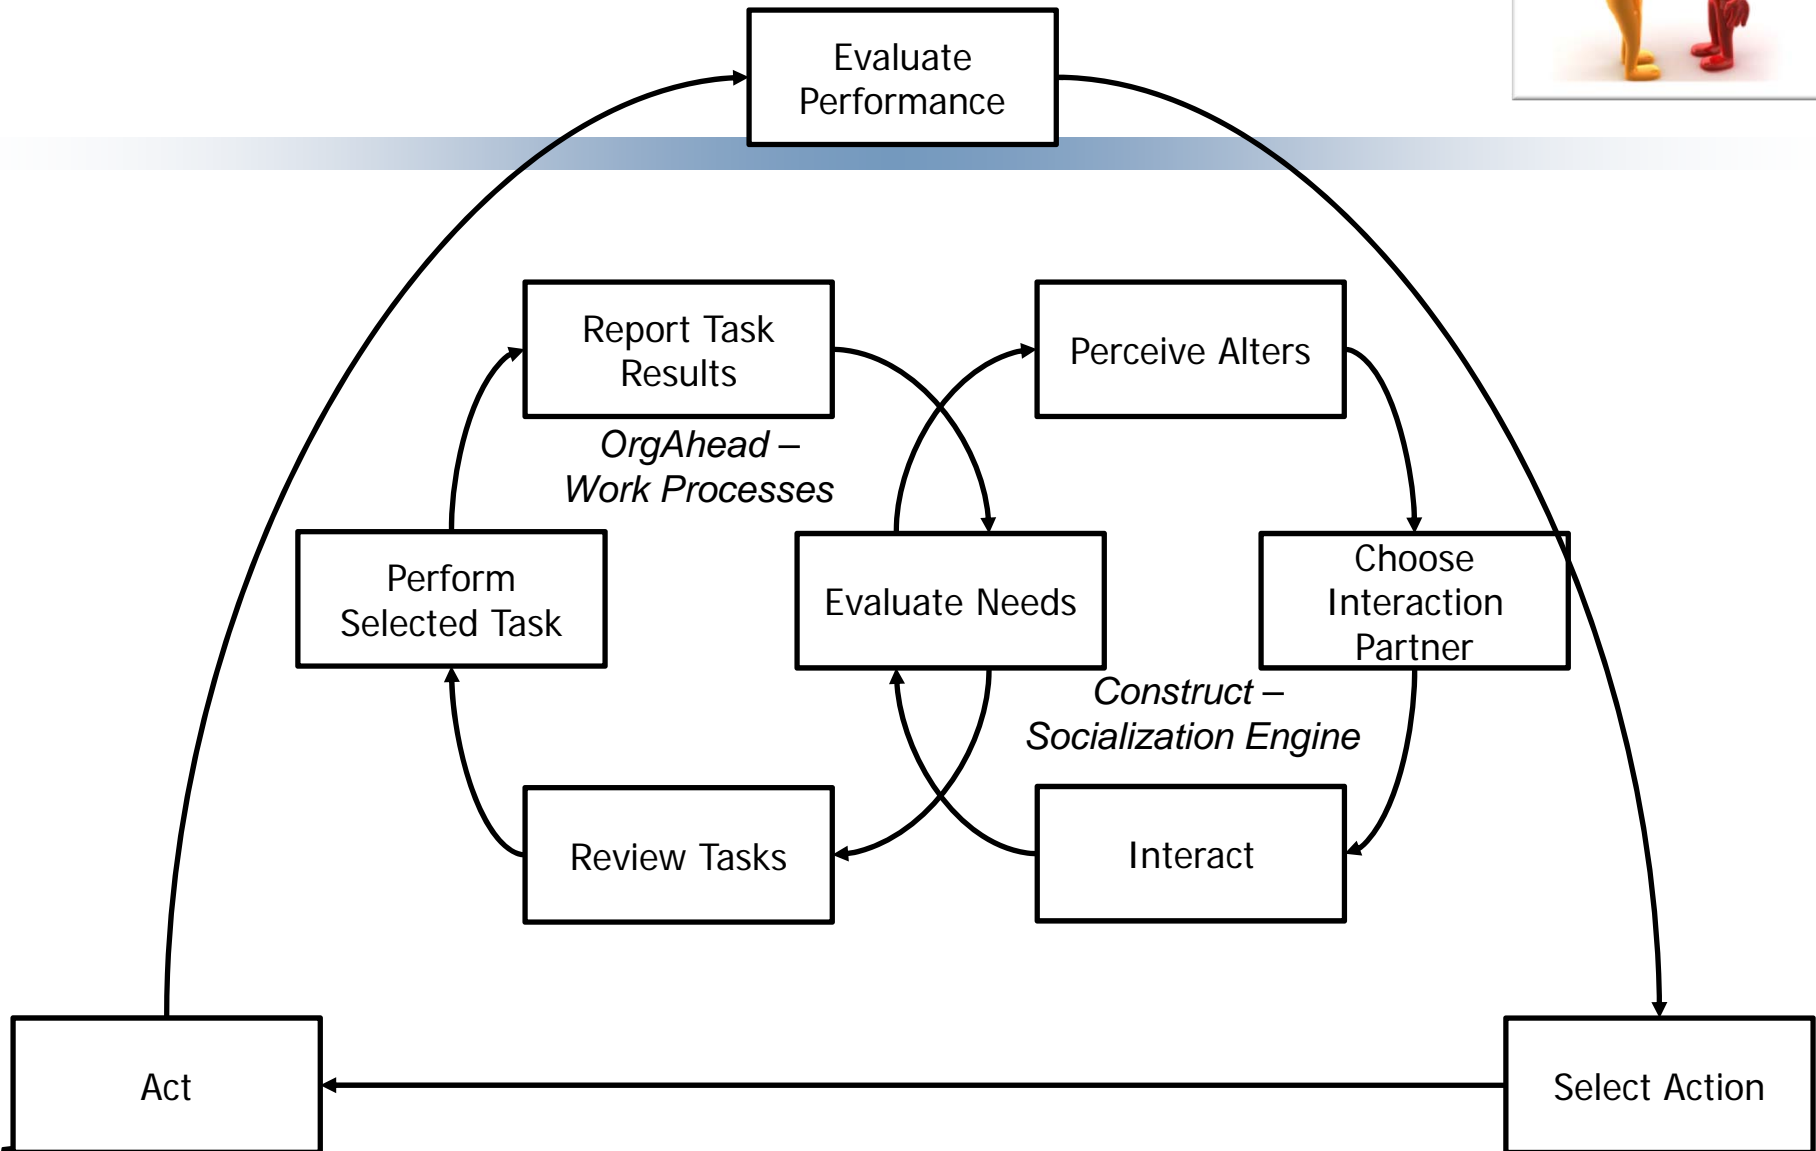 Evaluate
Performance
Report Task
Results
Perceive Alters
OrgAhead –
Work Processes
Perform
Selected Task
Evaluate Needs
Choose
Interaction
Partner
Construct –
Socialization Engine
Review Tasks
Interact
Act
Select Action